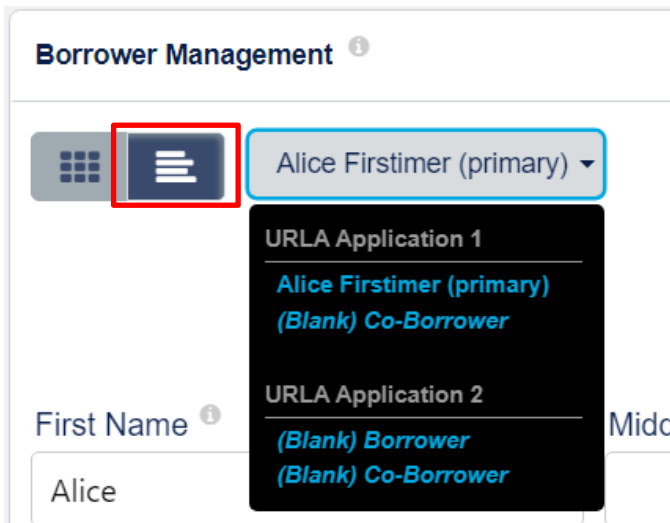 Borrower Management
Alice Firstimer (primary)
URLA Application 1
Alice Firstimer (primary)
(Blank) Co-Borrower
URLA Application 2
(Blank) Borrower
(Blank) Co-Borrower
First Name
Alice